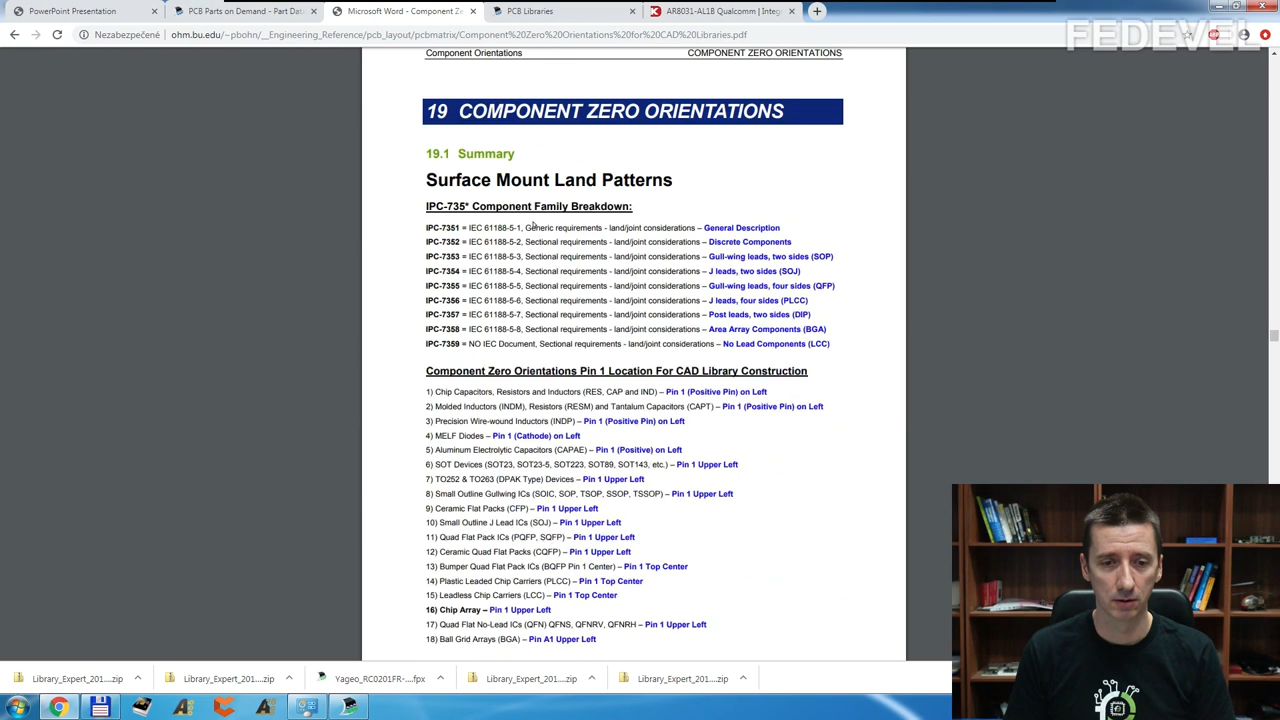 PowerPoint Presentation
PCB Parts on Demand - Part Data
Microsoft Word - Component Ze
PCB Libraries
AR8031-AL1B Qualcomm | Integ
Nezabezpečené
ohm.bu.edu/~pbohn/__Engineering_Reference/pcb_layout/pcbmatrix/Component%20Zero%20Orientations%20for%20CAD%20Libraries.pdf
FEDEVEL
Component Orientations
COMPONENT ZERO ORIENTATIONS
19 COMPONENT ZERO ORIENTATIONS
19.1 Summary
Surface Mount Land Patterns
IPC-735* Component Family Breakdown:
IPC-7351 = IEC 61188-5-1, Generic requirements - land/joint considerations – General Description
IPC-7352 = IEC 61188-5-2, Sectional requirements - land/joint considerations – Discrete Components
IPC-7353 = IEC 61188-5-3, Sectional requirements - land/joint considerations – Gull-wing leads, two sides (SOP)
IPC-7354 = IEC 61188-5-4, Sectional requirements - land/joint considerations – J leads, two sides (SOJ)
IPC-7355 = IEC 61188-5-5, Sectional requirements - land/joint considerations – Gull-wing leads, four sides (QFP)
IPC-7356 = IEC 61188-5-6, Sectional requirements - land/joint considerations – J leads, four sides (PLCC)
IPC-7357 = IEC 61188-5-7, Sectional requirements - land/joint considerations – Post leads, two sides (DIP)
IPC-7358 = IEC 61188-5-8, Sectional requirements - land/joint considerations – Area Array Components (BGA)
IPC-7359 = NO IEC Document, Sectional requirements - land/joint considerations – No Lead Components (LCC)
Component Zero Orientations Pin 1 Location For CAD Library Construction
1) Chip Capacitors, Resistors and Inductors (RES, CAP and IND) – Pin 1 (Positive Pin) on Left
2) Molded Inductors (INDM), Resistors (RESM) and Tantalum Capacitors (CAPT) – Pin 1 (Positive Pin) on Left
3) Precision Wire-wound Inductors (INDP) – Pin 1 (Positive Pin) on Left
4) MELF Diodes – Pin 1 (Cathode) on Left
5) Aluminum Electrolytic Capacitors (CAPAE) – Pin 1 (Positive) on Left
6) SOT Devices (SOT23, SOT23-5, SOT223, SOT89, SOT143, etc.) – Pin 1 Upper Left
7) TO252 & TO263 (DPAK Type) Devices – Pin 1 Upper Left
8) Small Outline Gullwing ICs (SOIC, SOP, TSOP, SSOP, TSSOP) – Pin 1 Upper Left
9) Ceramic Flat Packs (CFP) – Pin 1 Upper Left
10) Small Outline J Lead ICs (SOJ) – Pin 1 Upper Left
11) Quad Flat Pack ICs (PQFP, SQFP) – Pin 1 Upper Left
12) Ceramic Quad Flat Packs (CQFP) – Pin 1 Upper Left
13) Bumper Quad Flat Pack ICs (BQFP Pin 1 Center) – Pin 1 Top Center
14) Plastic Leaded Chip Carriers (PLCC) – Pin 1 Top Center
15) Leadless Chip Carriers (LCC) – Pin 1 Top Center
16) Chip Array – Pin 1 Upper Left
17) Quad Flat No-Lead ICs (QFN) QFNS, QFNRV, QFNRH – Pin 1 Upper Left
18) Ball Grid Arrays (BGA) – Pin A1 Upper Left
Library_Expert_201....zip
Library_Expert_201....zip
Yageo_RC0201FR-....fpx
Library_Expert_201....zip
Library_Expert_201....zip